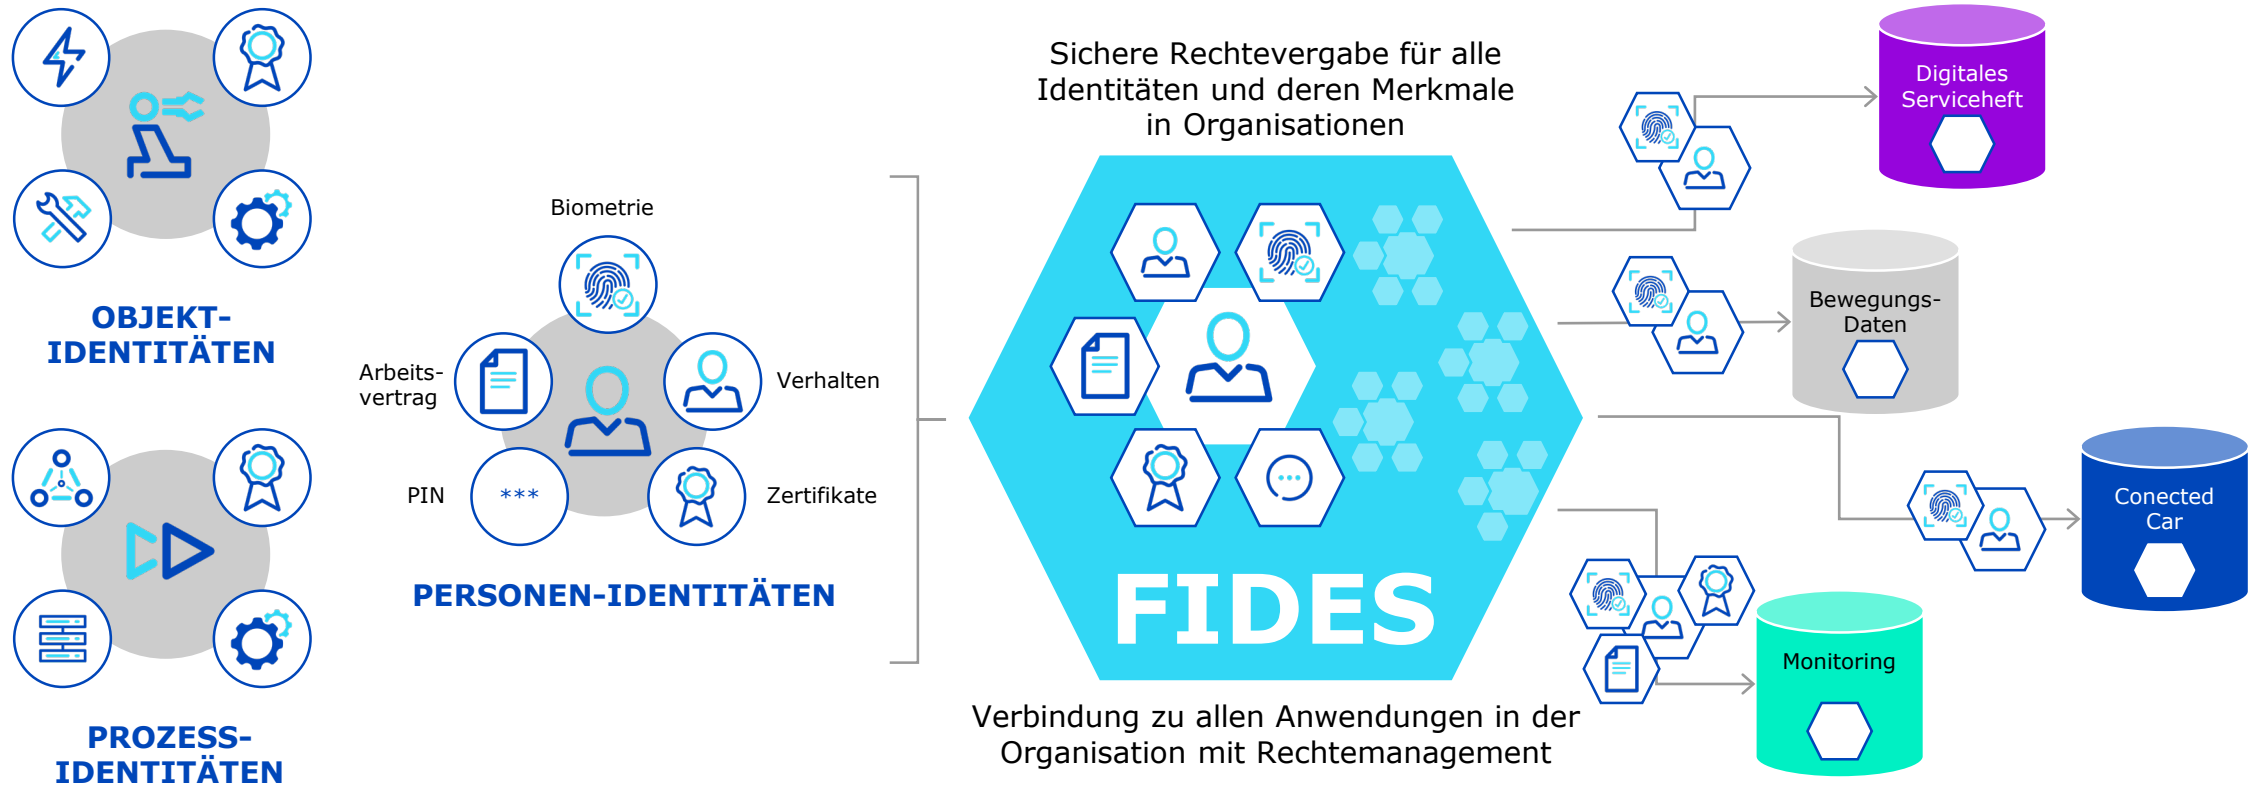 OBJEKT-
IDENTITÄTEN
PROZESS-
IDENTITÄTEN
Biometrie
Arbeits-
vertrag
Verhalten
PIN
***
Zertifikate
PERSONEN-IDENTITÄTEN
Sichere Rechtevergabe für alle
Identitäten und deren Merkmale
in Organisationen
FIDES
Verbindung zu allen Anwendungen in der
Organisation mit Rechtemanagement
Digitales
Serviceheft
Bewegungs-
Daten
Conected
Car
Monitoring